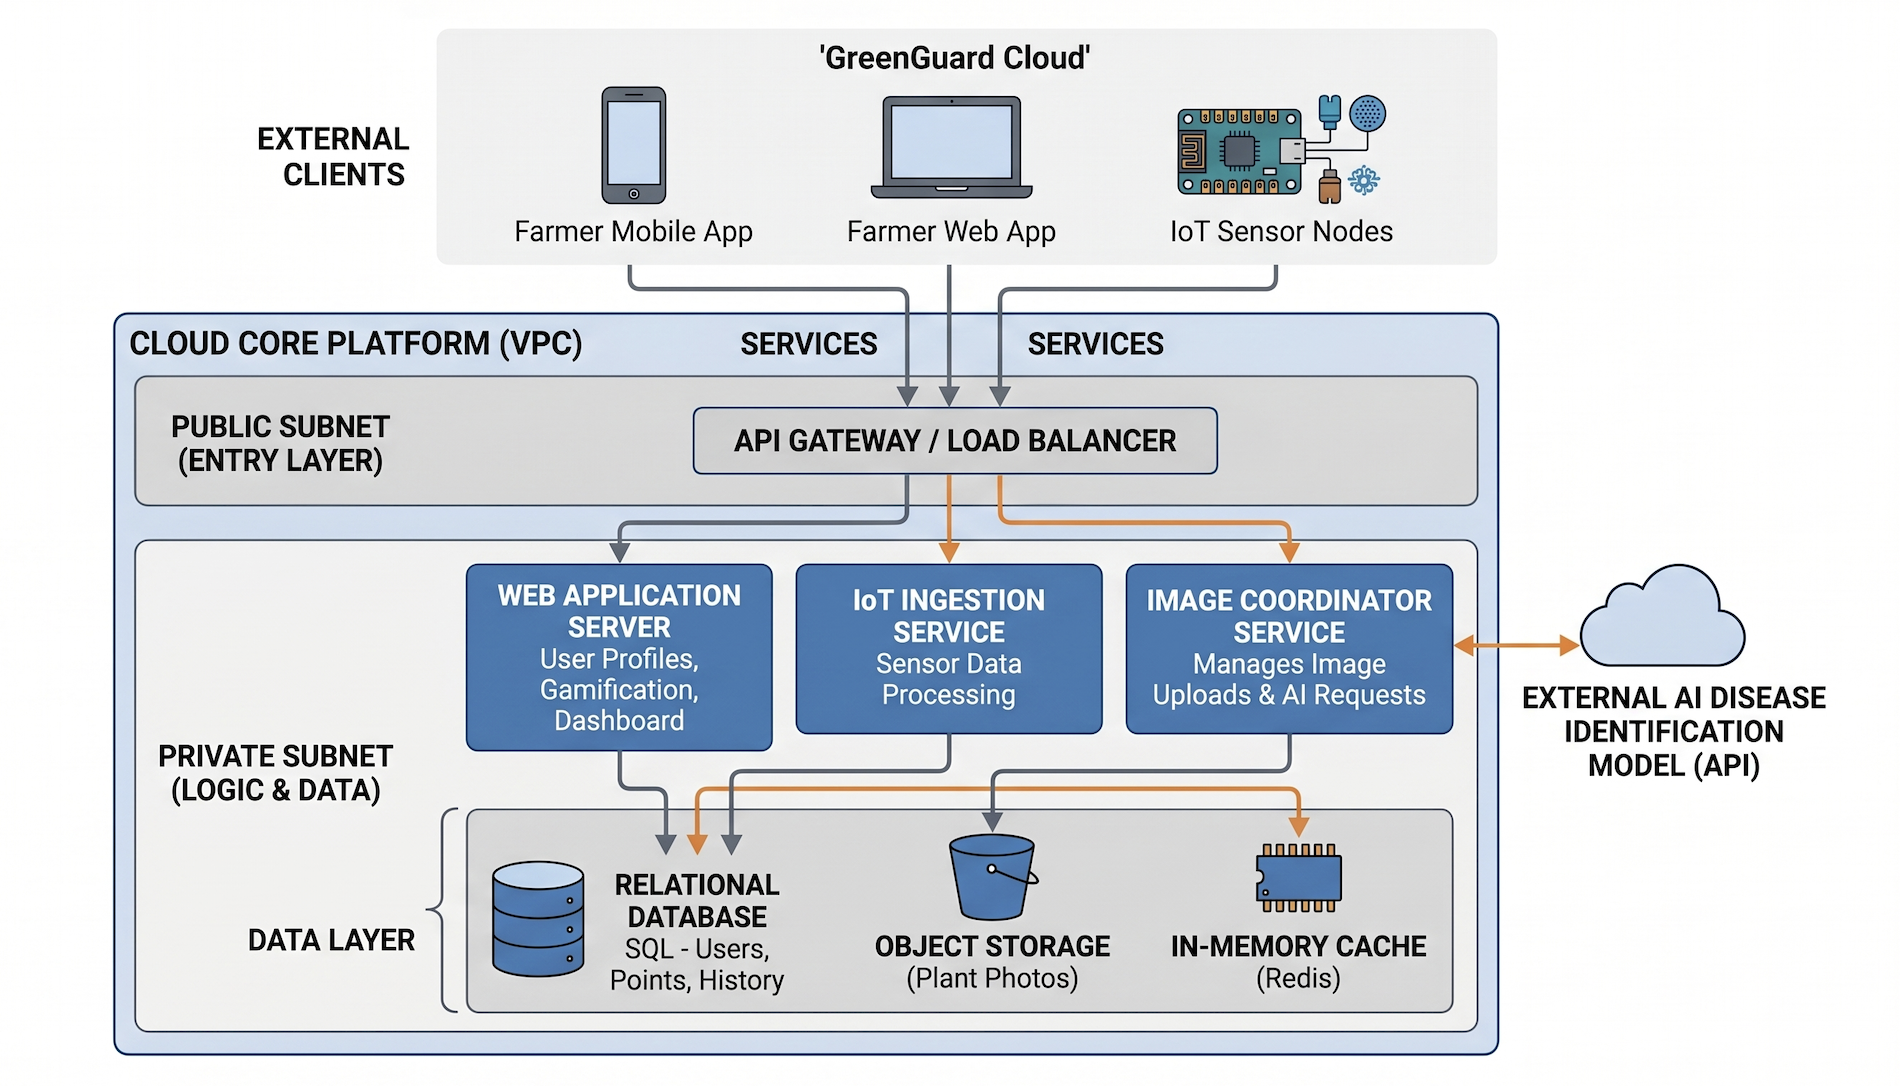 'GreenGuard Cloud'
EXTERNAL
CLIENTS
Farmer Mobile App
Farmer Web App
IoT Sensor Nodes
CLOUD CORE PLATFORM (VPC)
SERVICES
SERVICES
PUBLIC SUBNET
(ENTRY LAYER)
API GATEWAY / LOAD BALANCER
WEB APPLICATION
SERVER
User Profiles,
Gamification,
Dashboard
IoT INGESTION
SERVICE
Sensor Data
Processing
IMAGE COORDINATOR
SERVICE
Manages Image
Uploads & AI Requests
EXTERNAL AI DISEASE
IDENTIFICATION
MODEL (API)
PRIVATE SUBNET
(LOGIC & DATA)
DATA LAYER
RELATIONAL
DATABASE
SQL - Users,
Points, History
OBJECT STORAGE
(Plant Photos)
IN-MEMORY CACHE
(Redis)